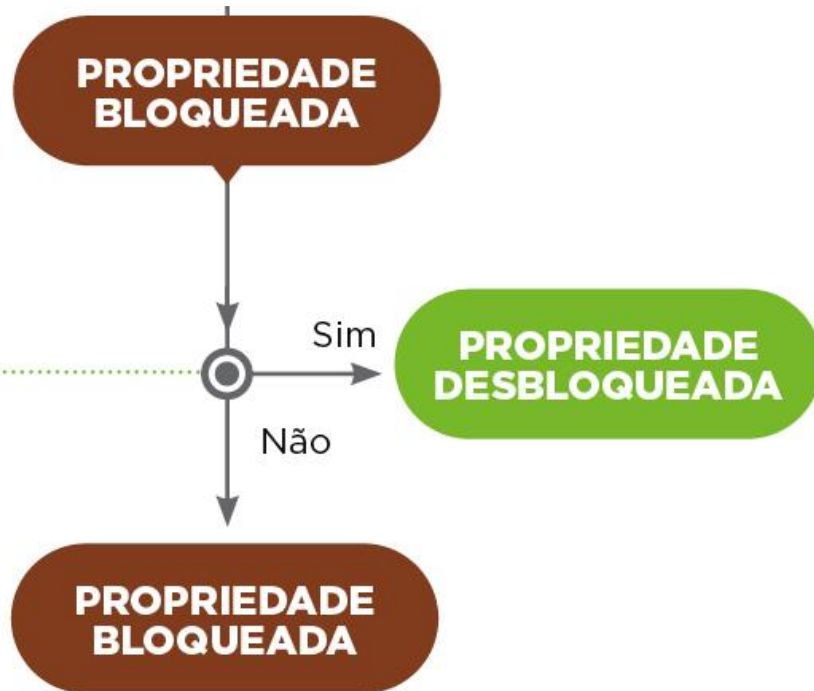 PROPRIEDADE
BLOQUEADA
Sim
PROPRIEDADE
DESBLOQUEADA
Não
PROPRIEDADE
BLOQUEADA